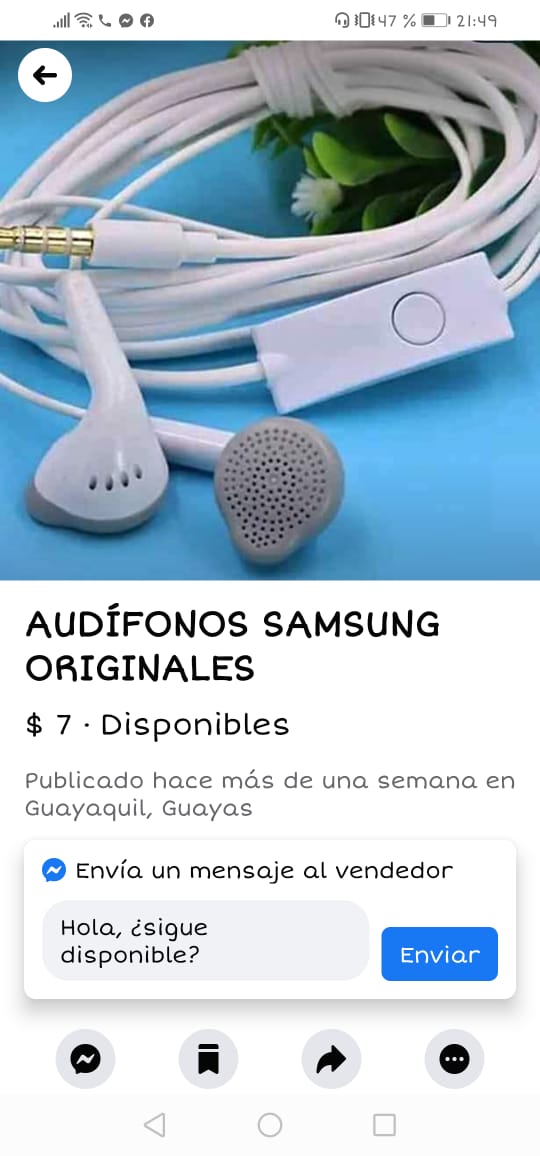 47 % 21:49
AUDÍFONOS SAMSUNG
ORIGINALES
$ 7 · Disponibles
Publicado hace más de una semana en
Guayaquil, Guayas
Envía un mensaje al vendedor
Hola, ¿sigue
disponible?
Enviar